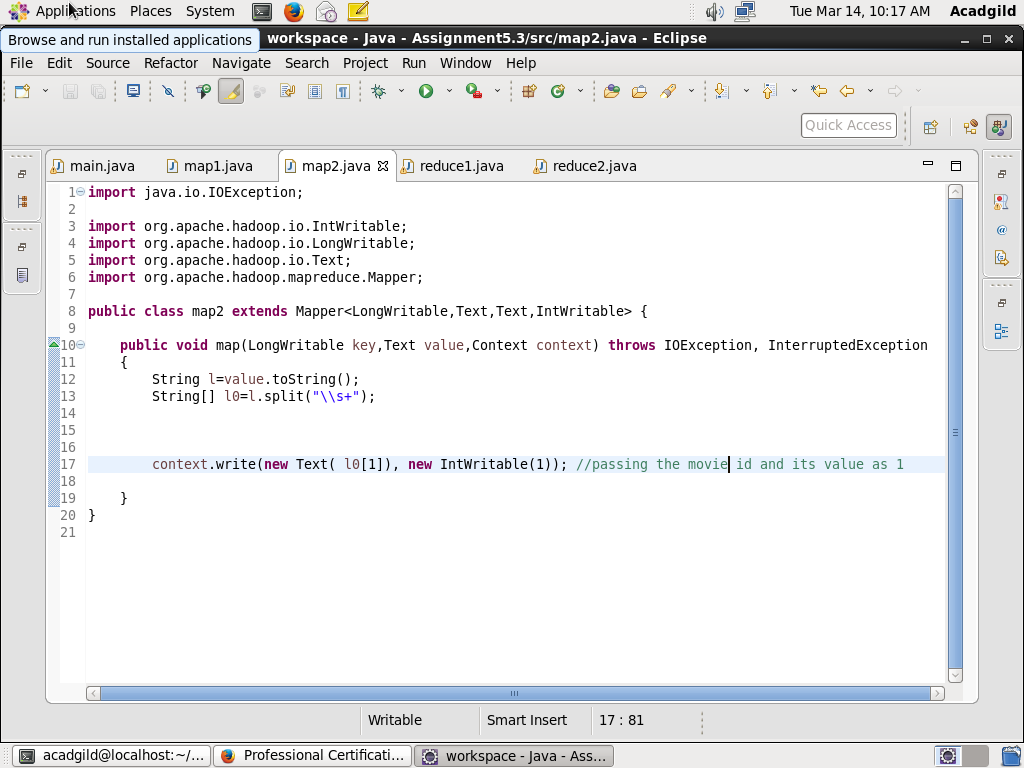 Applications Places System Tue Mar 14, 10:17 AM Acadgild
Browse and run installed applications
workspace - Java - Assignment5.3/src/map2.java - Eclipse
File Edit Source Refactor Navigate Search Project Run Window Help
Quick Access
main.java map1.java map2.java reduce1.java reduce2.java
1 import java.io.IOException;
2
3 import org.apache.hadoop.io.IntWritable;
4 import org.apache.hadoop.io.LongWritable;
5 import org.apache.hadoop.io.Text;
6 import org.apache.hadoop.mapreduce.Mapper;
7
8 public class map2 extends Mapper<LongWritable,Text,Text,IntWritable> {
9
10 public void map(LongWritable key,Text value,Context context) throws IOException, InterruptedException
11 {
12 String l=value.toString();
13 String[] l0=l.split("\\s+");
14
15
16
17 context.write(new Text( l0[1]), new IntWritable(1)); //passing the movie id and its value as 1
18
19 }
20 }
21
Writable Smart Insert 17 : 81
acadgild@localhost:~/... Professional Certificati... workspace - Java - Ass...